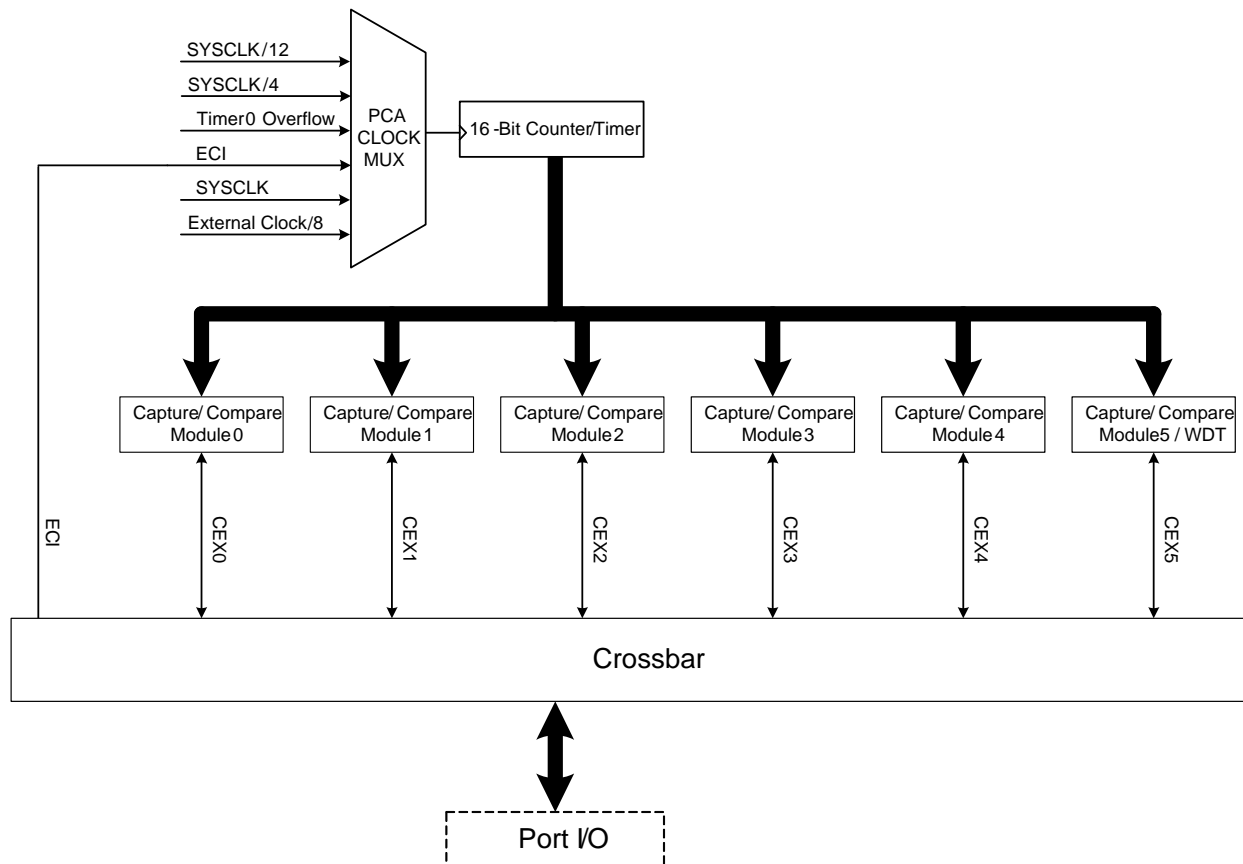 SYSCLK/12
SYSCLK/4
Timer0 Overflow
ECI
SYSCLK
External Clock/8
PCA
CLOCK
MUX
16-Bit Counter/Timer
Capture/Compare
Module0
Capture/Compare
Module1
Capture/Compare
Module2
Capture/Compare
Module3
Capture/Compare
Module4
Capture/Compare
Module5 / WDT
ECI
CEX0
CEX1
CEX2
CEX3
CEX4
CEX5
Crossbar
Port I/O